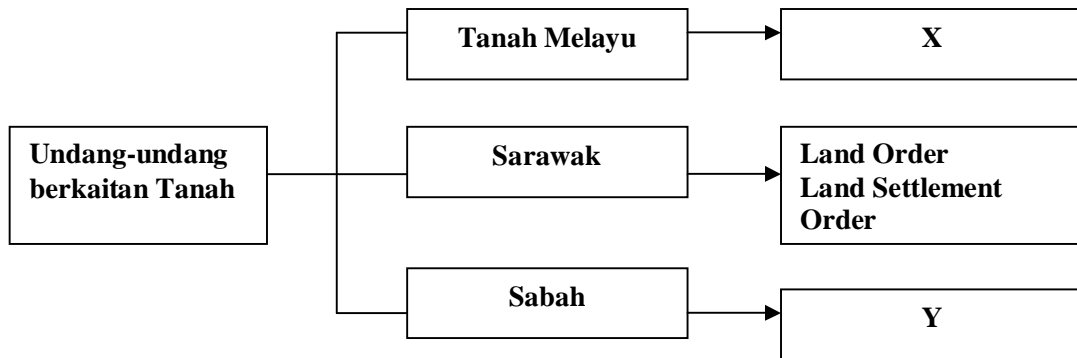 Undang-undang
berkaitan Tanah
Tanah Melayu
X
Sarawak
Land Order
Land Settlement
Order
Sabah
Y